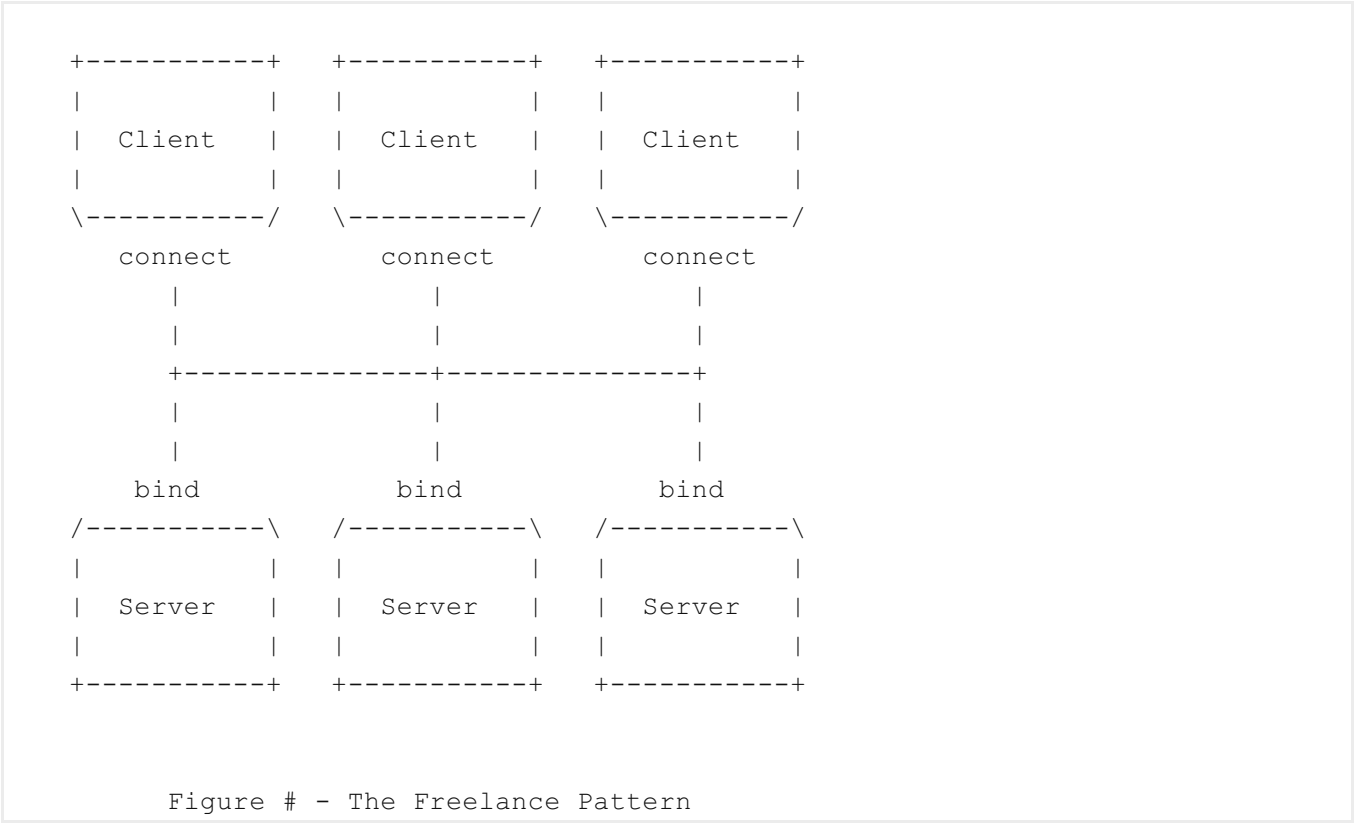 +-----------+   +-----------+   +-----------+
|           |   |           |   |           |
|  Client   |   |  Client   |   |  Client   |
|           |   |           |   |           |
\-----------/   \-----------/   \-----------/
   connect         connect         connect
      |               |               |
      |               |               |
      +---------------+---------------+
      |               |               |
      |               |               |
    bind            bind            bind
/-----------\   /-----------\   /-----------\
|           |   |           |   |           |
|  Server   |   |  Server   |   |  Server   |
|           |   |           |   |           |
+-----------+   +-----------+   +-----------+
Figure # - The Freelance Pattern